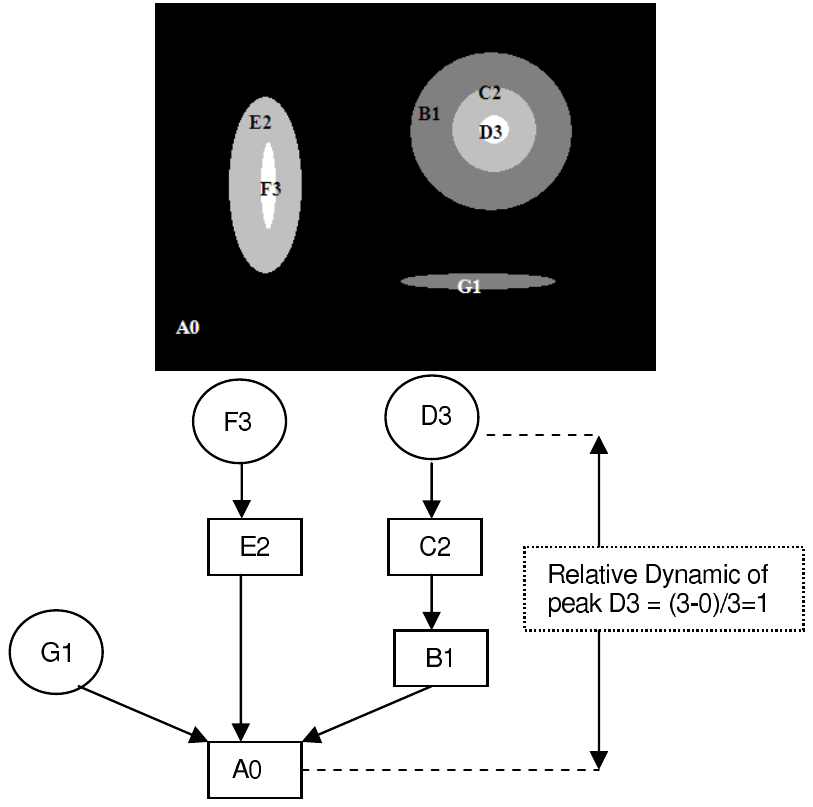 C2
B1
E2
D3
F3
G1
A0
F3
D3
E2
C2
Relative Dynamic of
peak D3 = (3-0)/3=1
G1
B1
A0